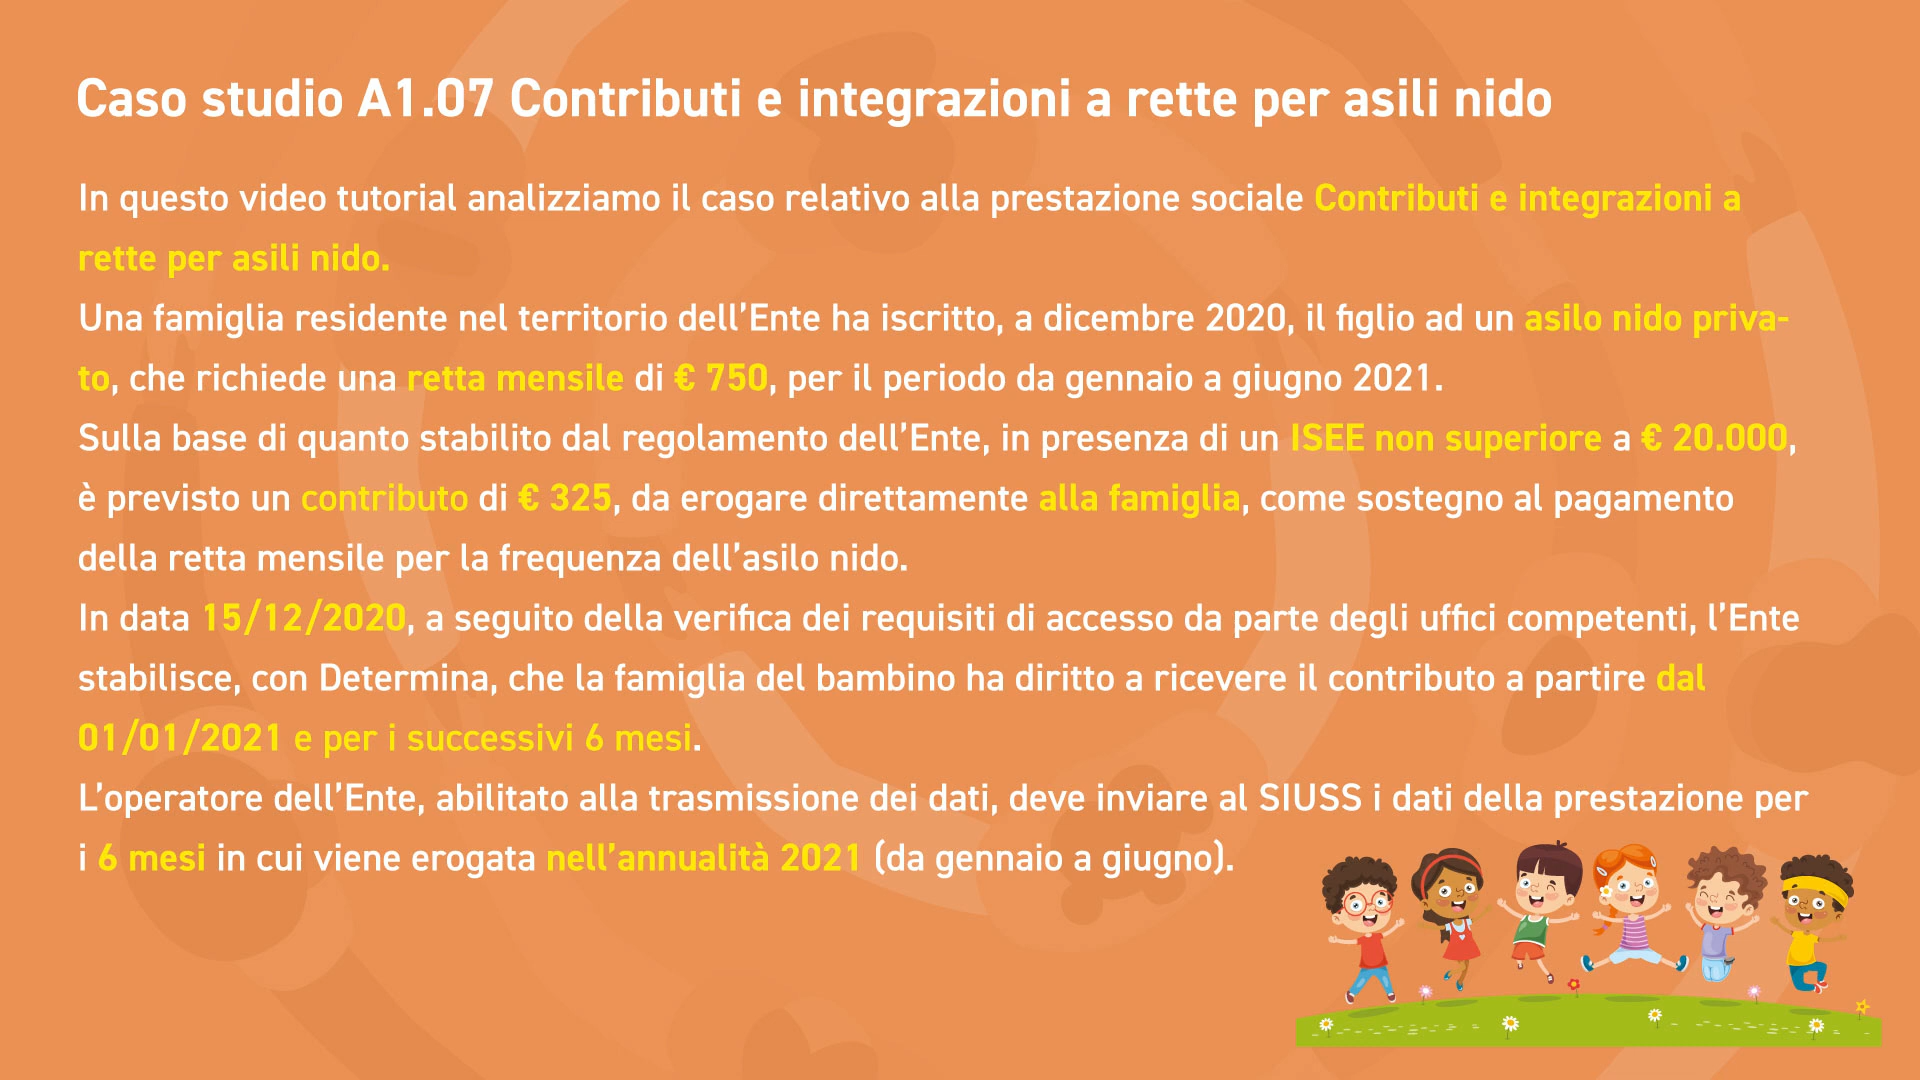 Caso studio A1.07 Contributi e integrazioni a rette per asili nido
In questo video tutorial analizziamo il caso relativo alla prestazione sociale Contributi e integrazioni a
rette per asili nido.
Una famiglia residente nel territorio dell’Ente ha iscritto, a dicembre 2020, il figlio ad un asilo nido priva-
to, che richiede una retta mensile di € 750, per il periodo da gennaio a giugno 2021.
Sulla base di quanto stabilito dal regolamento dell’Ente, in presenza di un ISEE non superiore a € 20.000,
è previsto un contributo di € 325, da erogare direttamente alla famiglia, come sostegno al pagamento
della retta mensile per la frequenza dell’asilo nido.
In data 15/12/2020, a seguito della verifica dei requisiti di accesso da parte degli uffici competenti, l’Ente
stabilisce, con Determina, che la famiglia del bambino ha diritto a ricevere il contributo a partire dal
01/01/2021 e per i successivi 6 mesi.
L’operatore dell’Ente, abilitato alla trasmissione dei dati, deve inviare al SIUSS i dati della prestazione per
i 6 mesi in cui viene erogata nell’annualità 2021 (da gennaio a giugno).